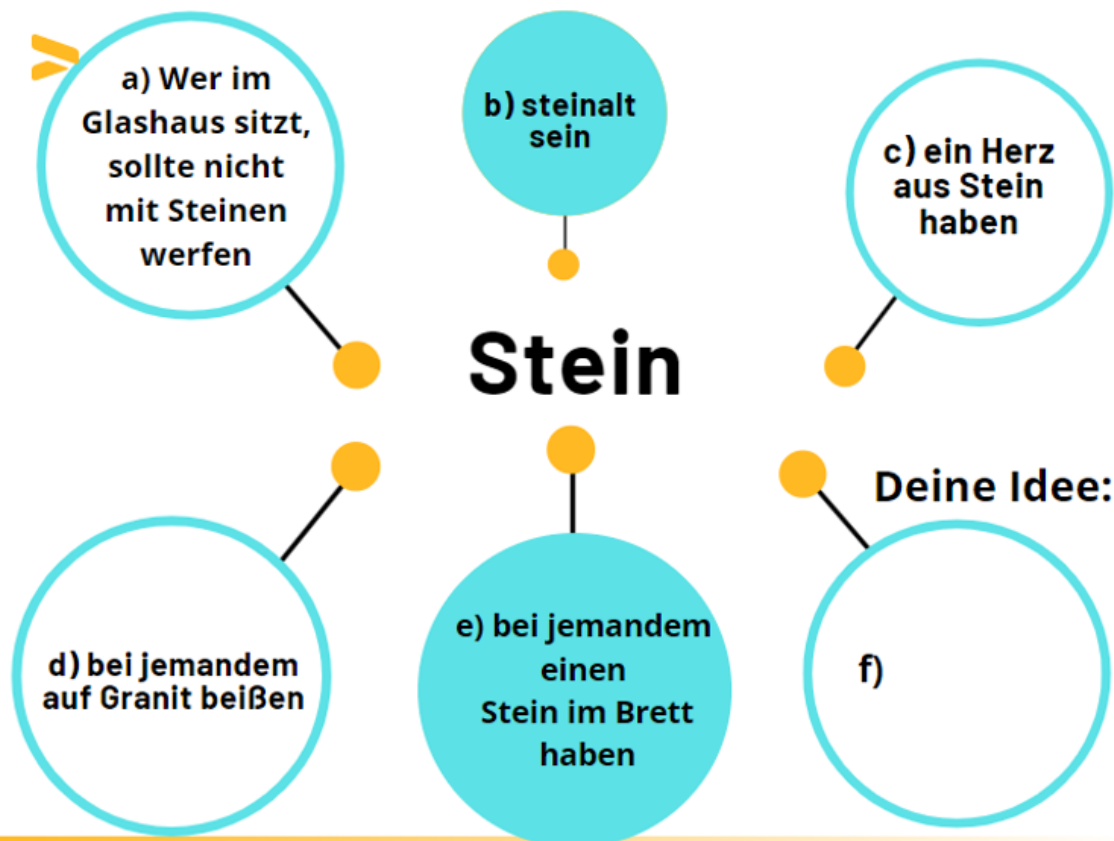 a) Wer im
Glashaus sitzt,
sollte nicht
mit Steinen
werfen
b) steinalt
sein
c) ein Herz
aus Stein
haben
Stein
d) bei jemandem
auf Granit beißen
e) bei jemandem
einen
Stein im Brett
haben
Deine Idee:
f)